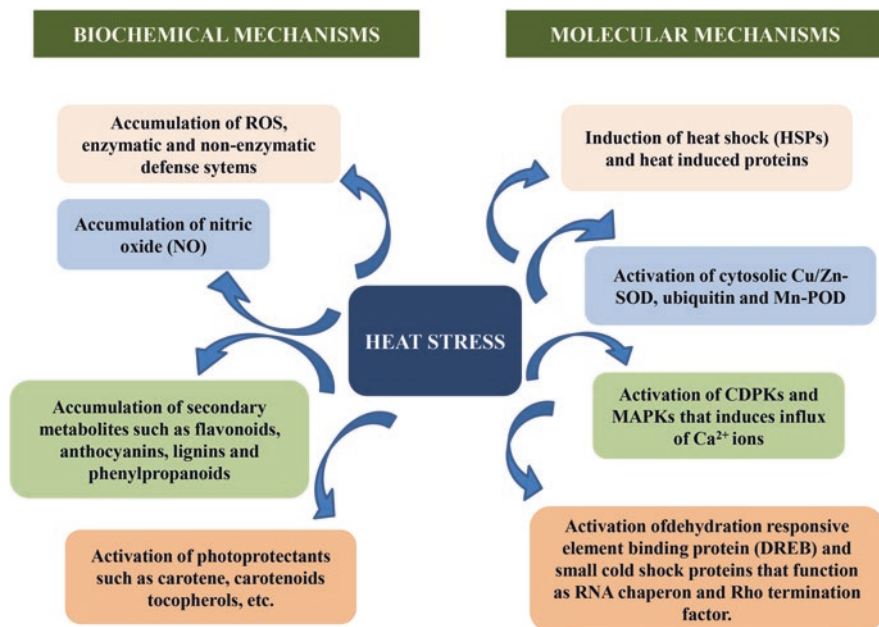 BIOCHEMICAL MECHANISMS
MOLECULAR MECHANISMS
Accumulation of ROS,
enzymatic and non-enzymatic
defense sytems
Accumulation of nitric
oxide (NO)
Accumulation of secondary
metabolites such as flavonoids,
anthocyanins, lignins and
phenylpropanoids
Activation of photoprotectants
such as carotene, carotenoids
tocopherols, etc.
HEAT STRESS
Induction of heat shock (HSPs)
and heat induced proteins
Activation of cytosolic Cu/Zn-
SOD, ubiquitin and Mn-POD
Activation of CDPKs and
MAPKs that induces influx
of Ca²⁺ ions
Activation ofdehydration responsive
element binding protein (DREB) and
small cold shock proteins that function
as RNA chaperon and Rho termination
factor.